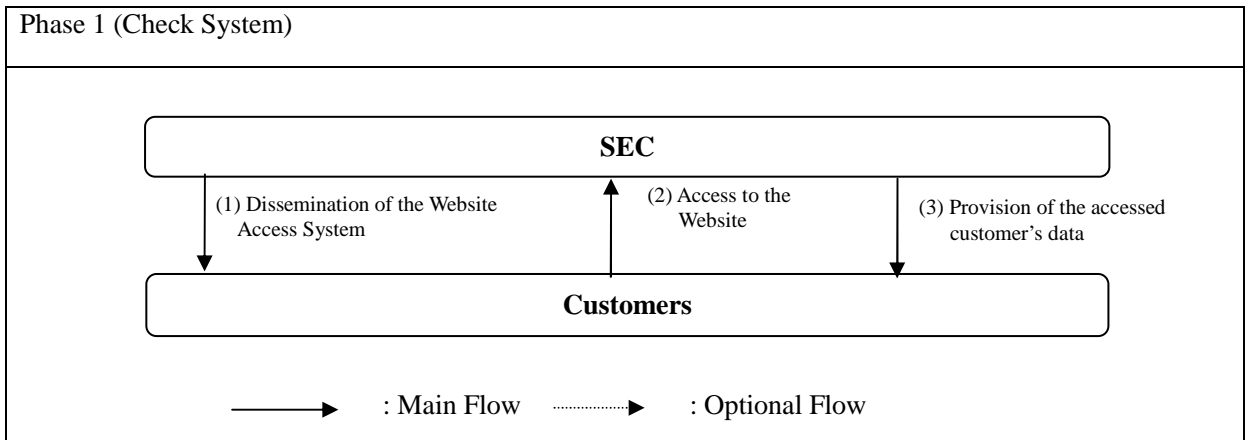 Phase 1 (Check System)
SEC
(1) Dissemination of the Website
Access System
(2) Access to the
Website
(3) Provision of the accessed
customer’s data
Customers
: Main Flow : Optional Flow